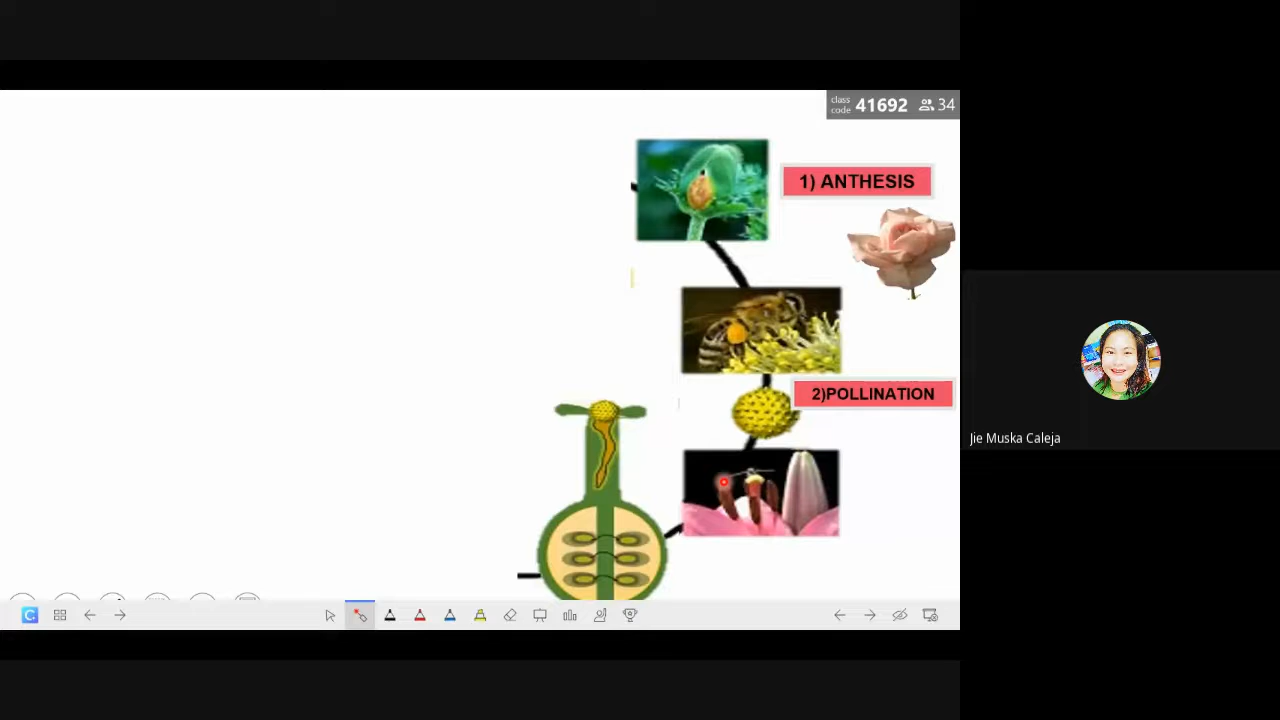 class code 41692 34
1) ANTHESIS
2)POLLINATION
Jie Muska Caleja